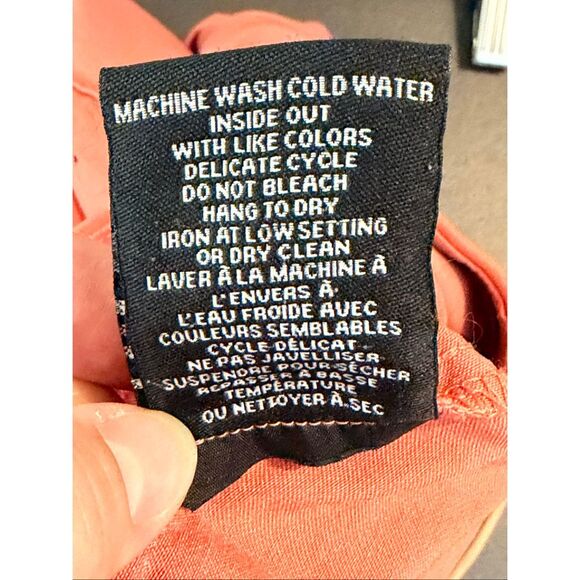 MACHINE WASH COLD WATER
INSIDE OUT
WITH LIKE COLORS
DELICATE CYCLE
DO NOT BLEACH
HANG TO DRY
IRON AT LOW SETTING
OR DRY CLEAN
LAVER À LA MACHINE À
L'ENVERS À
L'EAU FROIDE AVEC
COULEURS SEMBLABLES
CYCLE DÉLICAT
NE PAS JAVELLISER
SUSPENDRE POUR SÉCHER
REPASSER À BASSE
TEMPÉRATURE
OU NETTOYER À SEC